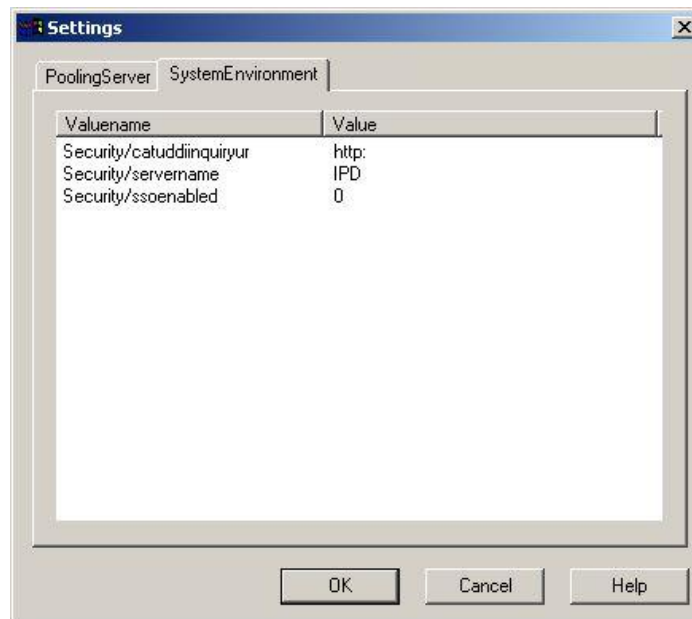 Settings
PoolingServer SystemEnvironment
Valuename Value
Security/catuddiinquiryur http:
Security/servername IPD
Security/ssoenabled 0
OK Cancel Help